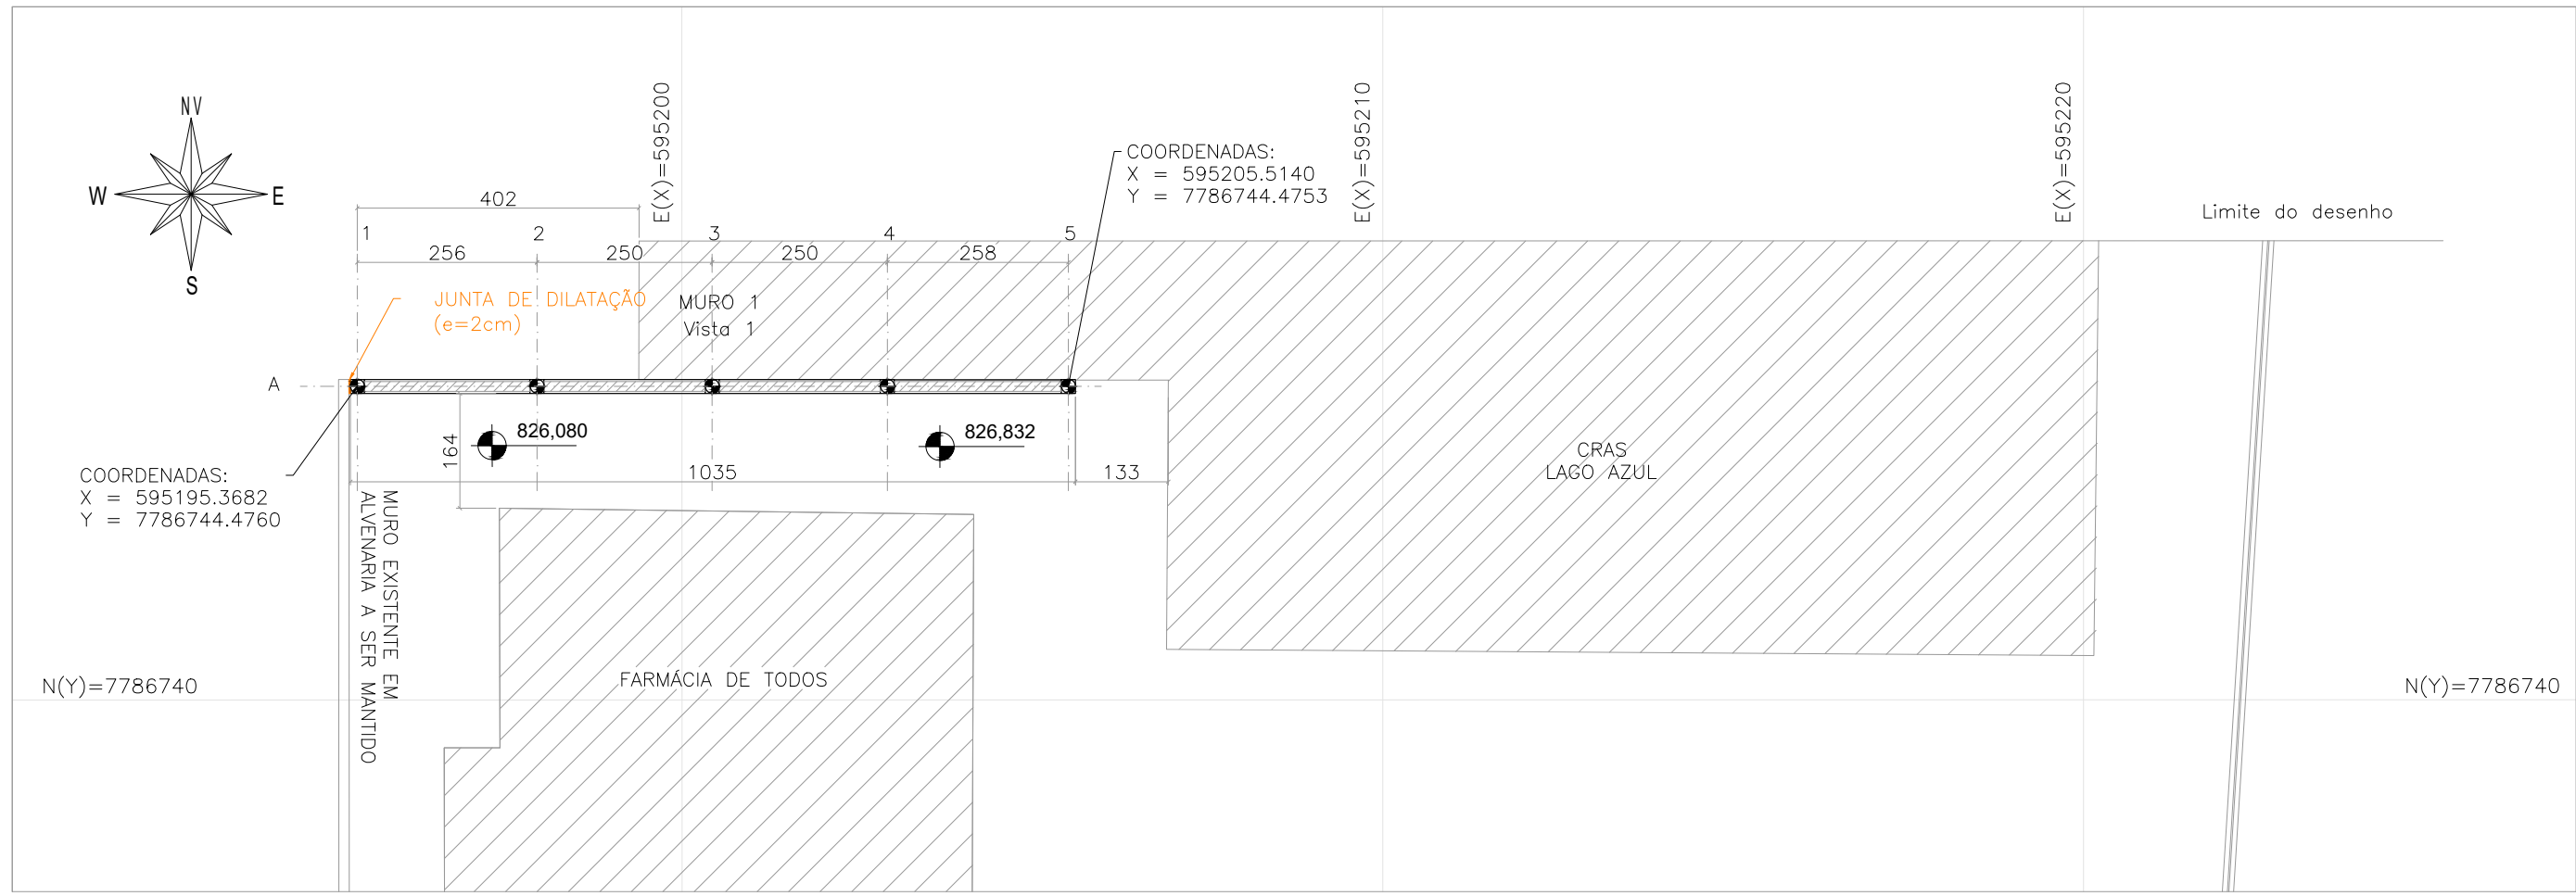 NV
W
E
S
E(X)=595200
E(X)=595210
E(X)=595220
COORDENADAS:
X = 595205.5140
Y = 7786744.4753
Limite do desenho
402
1
2
3
4
5
256
250
250
258
JUNTA DE DILATAÇÃO
(e=2cm)
MURO 1
Vista 1
A
826,080
826,832
164
1035
133
COORDENADAS:
X = 595195.3682
Y = 7786744.4760
MURO EXISTENTE EM
ALVENARIA A SER MANTIDO
CRAS
LAGO AZUL
FARMÁCIA DE TODOS
N(Y)=7786740
N(Y)=7786740